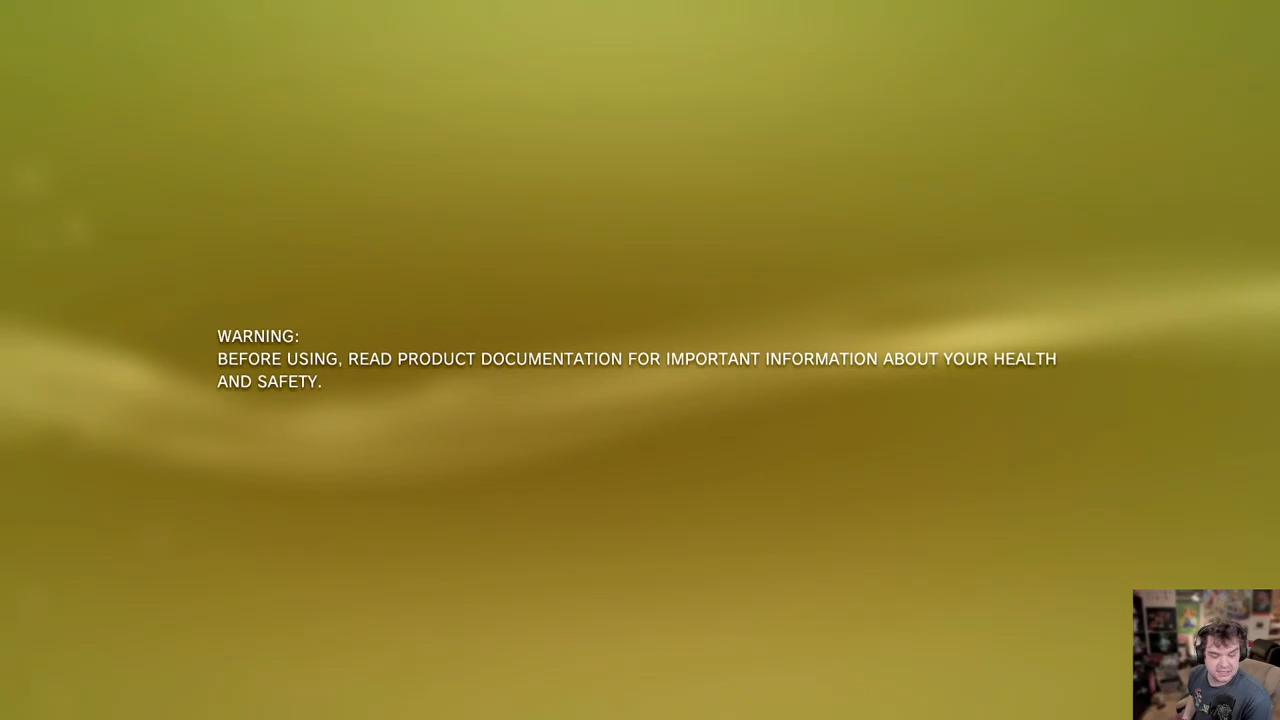 WARNING:
BEFORE USING, READ PRODUCT DOCUMENTATION FOR IMPORTANT INFORMATION ABOUT YOUR HEALTH
AND SAFETY.